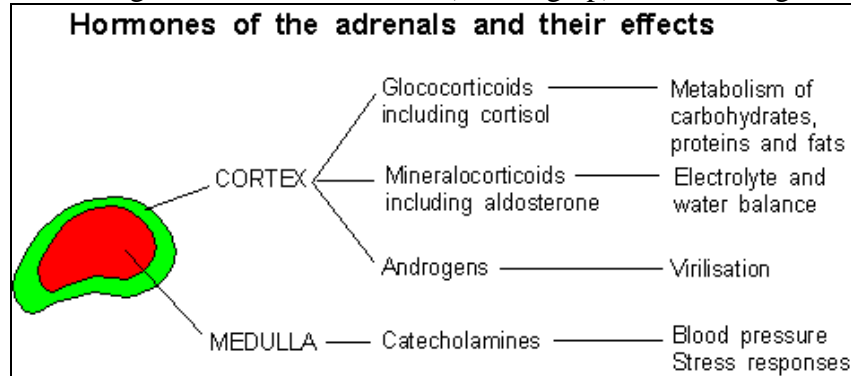 Hormones of the adrenals and their effects
Glococorticoids
including cortisol
Metabolism of
carbohydrates,
proteins and fats
CORTEX
Mineralocorticoids
including aldosterone
Electrolyte and
water balance
Androgens
Virilisation
MEDULLA
Catecholamines
Blood pressure
Stress responses